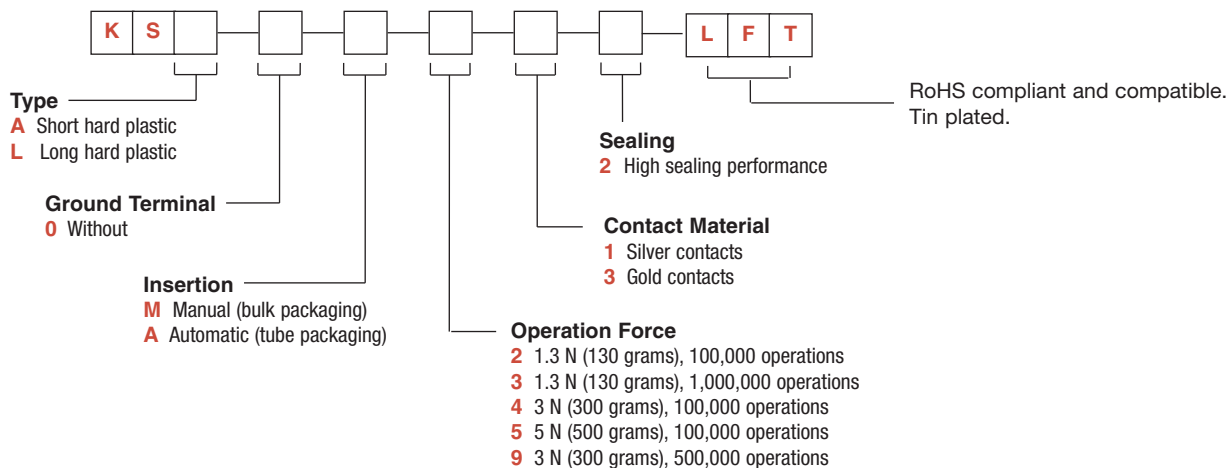 K S L F T
Type
A Short hard plastic
L Long hard plastic
RoHS compliant and compatible.
Tin plated.
Sealing
2 High sealing performance
Ground Terminal
0 Without
Contact Material
1 Silver contacts
3 Gold contacts
Insertion
M Manual (bulk packaging)
A Automatic (tube packaging)
Operation Force
2 1.3 N (130 grams), 100,000 operations
3 1.3 N (130 grams), 1,000,000 operations
4 3 N (300 grams), 100,000 operations
5 5 N (500 grams), 100,000 operations
9 3 N (300 grams), 500,000 operations